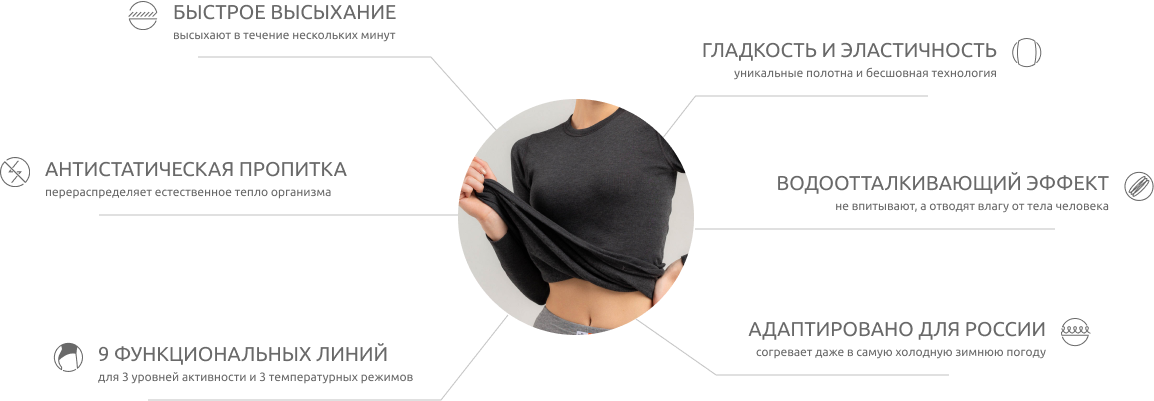 БЫСТРОЕ ВЫСЫХАНИЕ
высыхают в течение нескольких минут
ГЛАДКОСТЬ И ЭЛАСТИЧНОСТЬ
уникальные полотна и бесшовная технология
АНТИСТАТИЧЕСКАЯ ПРОПИТКА
перераспределяет естественное тепло организма
ВОДООТТАЛКИВАЮЩИЙ ЭФФЕКТ
не впитывают, а отводят влагу от тела человека
9 ФУНКЦИОНАЛЬНЫХ ЛИНИЙ
для 3 уровней активности и 3 температурных режимов
АДАПТИРОВАНО ДЛЯ РОССИИ
согревает даже в самую холодную зимнюю погоду